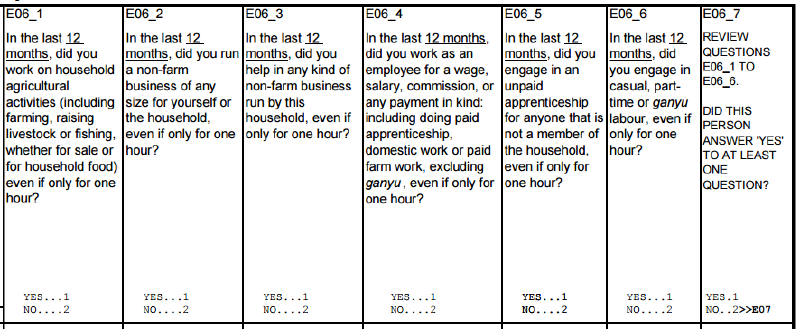 E06_1
In the last 12
months, did you
work on household
agricultural
activities (including
farming, raising
livestock or fishing,
whether for sale or
for household food)
even if only for one
hour?
YES...1
NO....2
E06_2
In the last 12
months, did you run
a non-farm
business of any
size for yourself or
the household,
even if only for one
hour?
YES...1
NO....2
E06_3
In the last 12
months, did you
help in any kind of
non-farm business
run by this
household, even if
only for one hour?
YES...1
NO....2
E06_4
In the last 12 months,
did you work as an
employee for a wage,
salary, commission, or
any payment in kind:
including doing paid
apprenticeship,
domestic work or paid
farm work, excluding
ganyu, even if only for
one hour?
YES...1
NO....2
E06_5
In the last 12
months, did you
engage in an
unpaid
apprenticeship
for anyone that is
not a member of
the household,
even if only for
one hour?
YES...1
NO....2
E06_6
In the last 12
months, did
you engage in
casual, part-
time or ganyu
labour, even if
only for one
hour?
YES...1
NO....2
E06_7
REVIEW
QUESTIONS
E06_1 TO
E06_6.
DID THIS
PERSON
ANSWER 'YES'
TO AT LEAST
ONE
QUESTION?
YES.1
NO..2>>E07